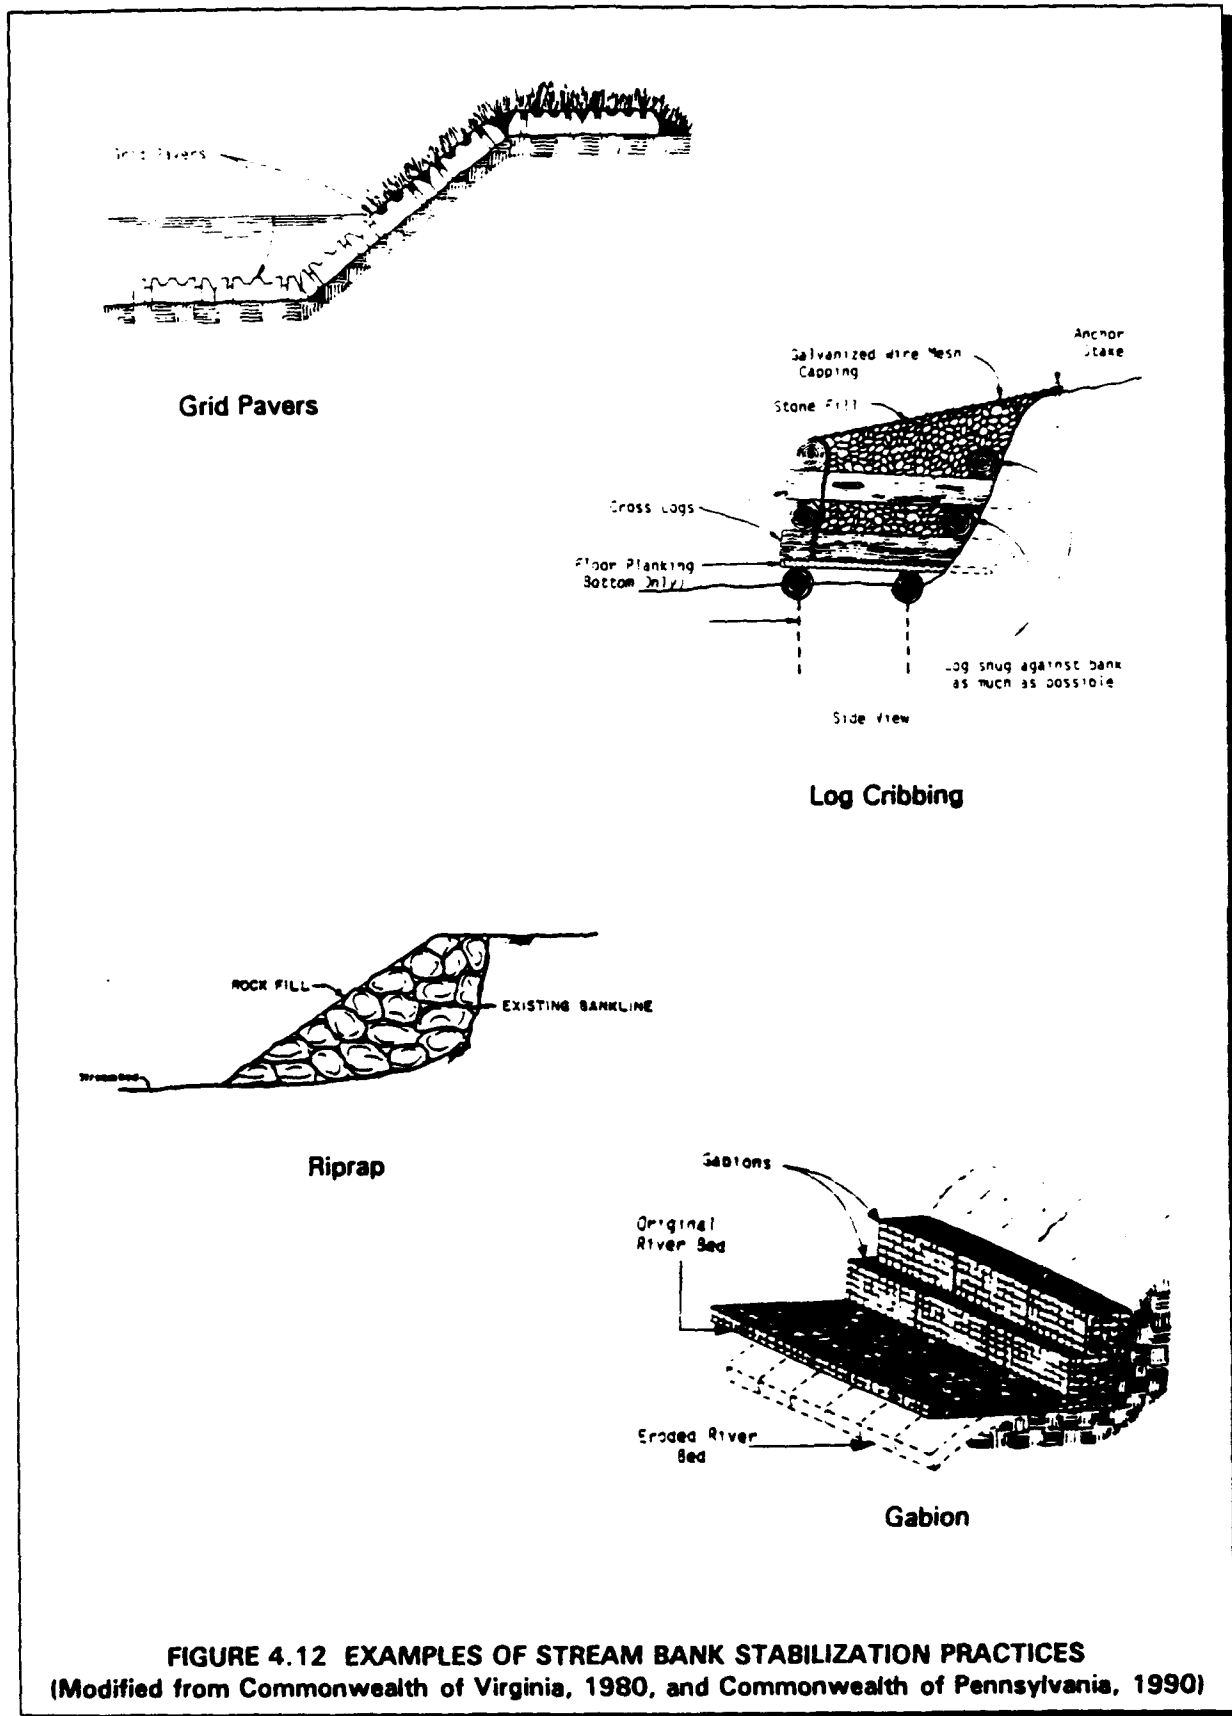 Grid Pavers
Grid Pavers
Anchor
Stake
Galvanized Wire Mesh
Capping
Stone Fill
Cross Logs
Floor Planking
Bottom Only)
Log snug against bank
as much as possible
Side View
Log Cribbing
ROCK FILL
EXISTING BANKLINE
Streambed
Riprap
Gabions
Original
River Bed
Eroded River
Bed
Gabion
FIGURE 4.12 EXAMPLES OF STREAM BANK STABILIZATION PRACTICES
(Modified from Commonwealth of Virginia, 1980, and Commonwealth of Pennsylvania, 1990)